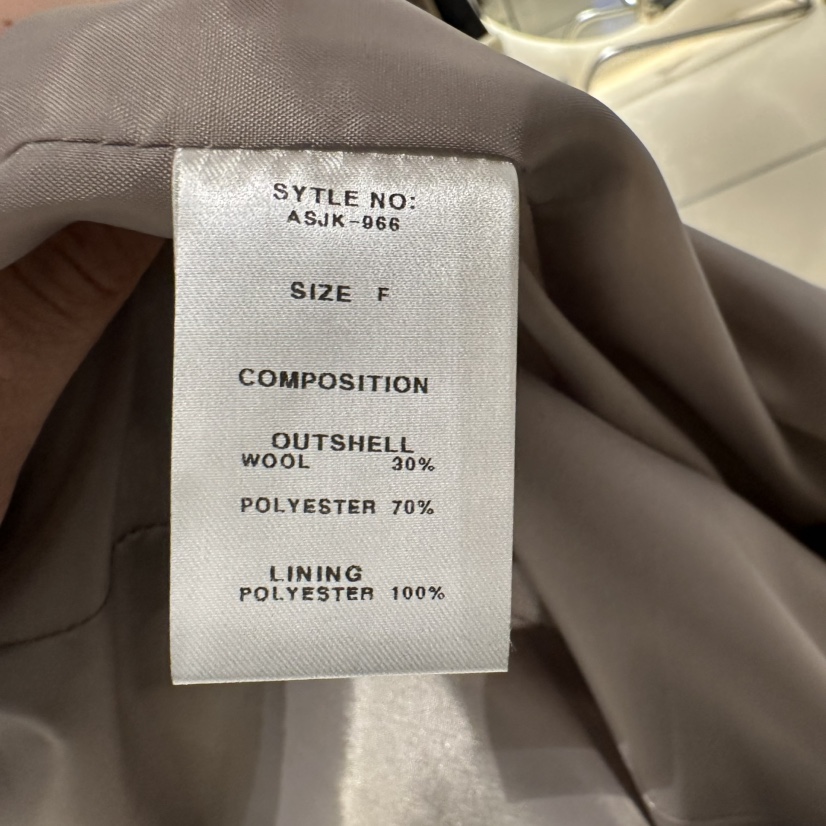 SYTLE NO:
ASJK-966
SIZE F
COMPOSITION
OUTSHELL
WOOL 30%
POLYESTER 70%
LINING
POLYESTER 100%